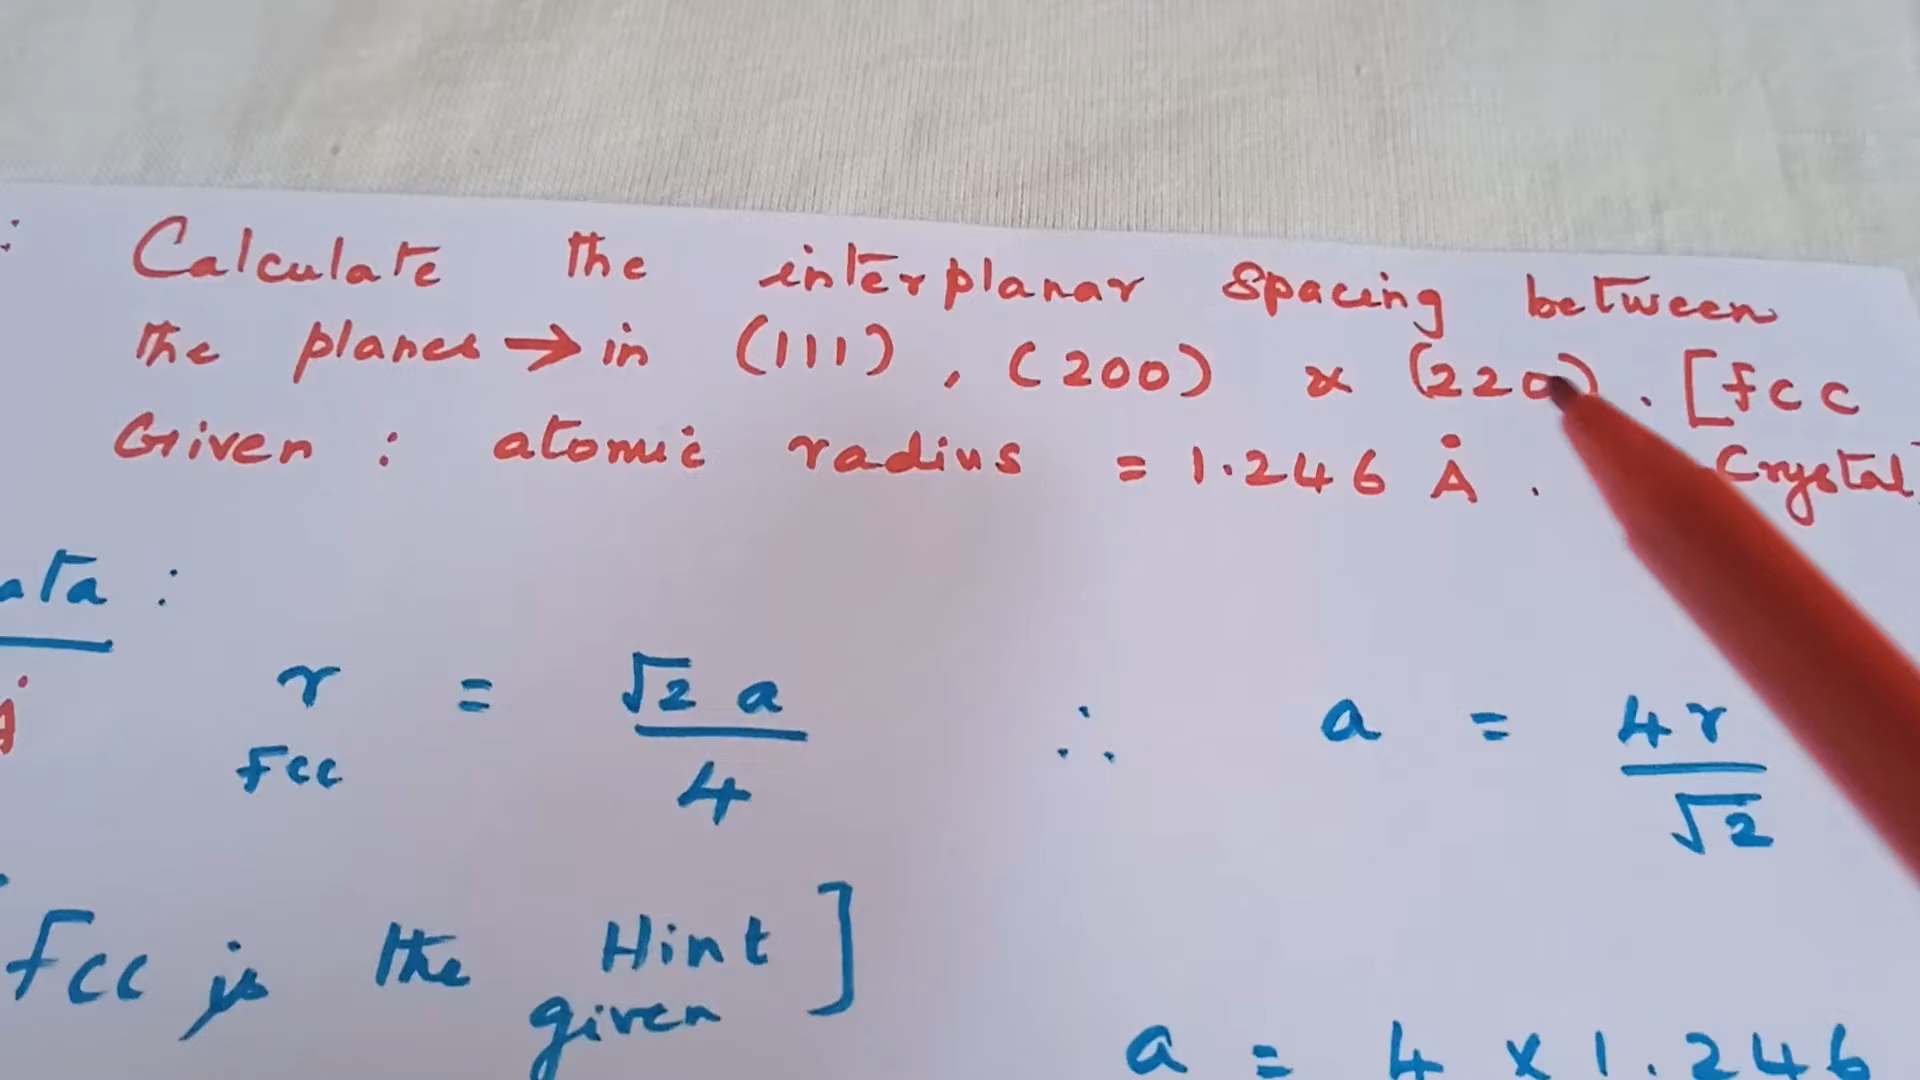 : Calculate the interplanar spacing between
the planes → in (111), (200) & (220). [fcc
Given : atomic radius = 1.246 Å. Crystal]
ata :
r = √2 a / 4 ∴ a = 4r / √2
Fcc
Fcc is the Hint given]
a = 4 x 1.246